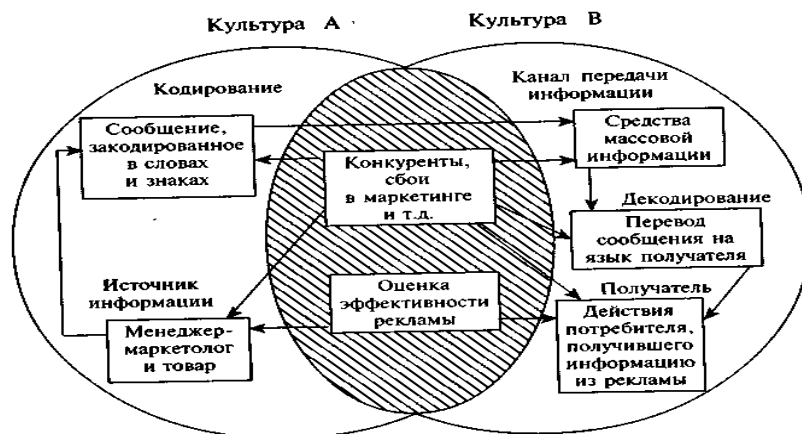 Культура А
Культура В
Кодирование
Сообщение,
закодированное
в словах
и знаках
Источник
информации
Менеджер-
маркетолог
и товар
Конкуренты,
сбои
в маркетинге
и т.д.
Оценка
эффективности
рекламы
Канал передачи
информации
Средства
массовой
информации
Декодирование
Перевод
сообщения на
язык получателя
Получатель
Действия
потребителя,
получившего
информацию
из рекламы